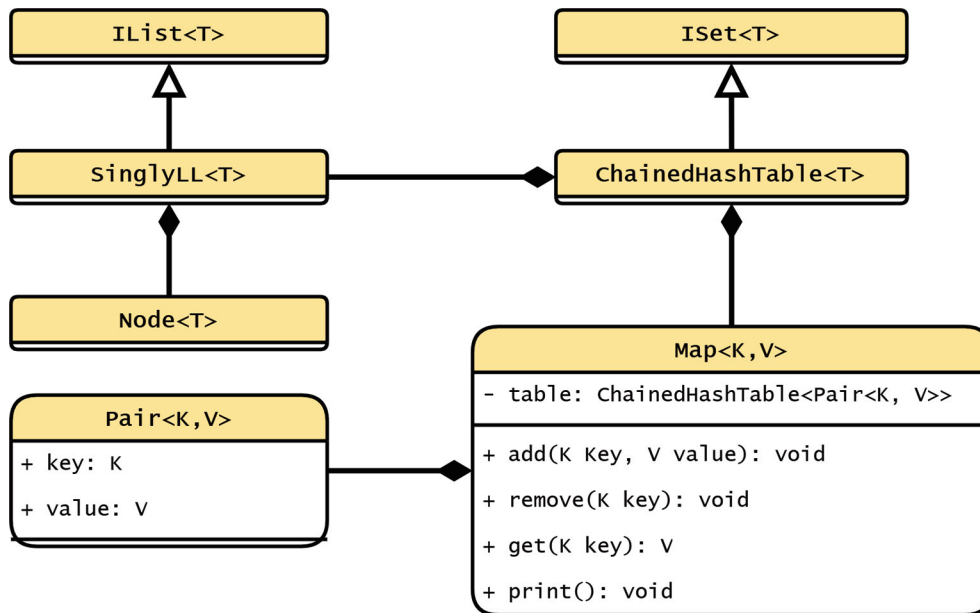 IList<T>
ISet<T>
SinglyLL<T>
ChainedHashTable<T>
Node<T>
Map<K,V>
- table: ChainedHashTable<Pair<K, V>>
+ add(K Key, V value): void
+ remove(K key): void
+ get(K key): V
+ print(): void
Pair<K,V>
+ key: K
+ value: V